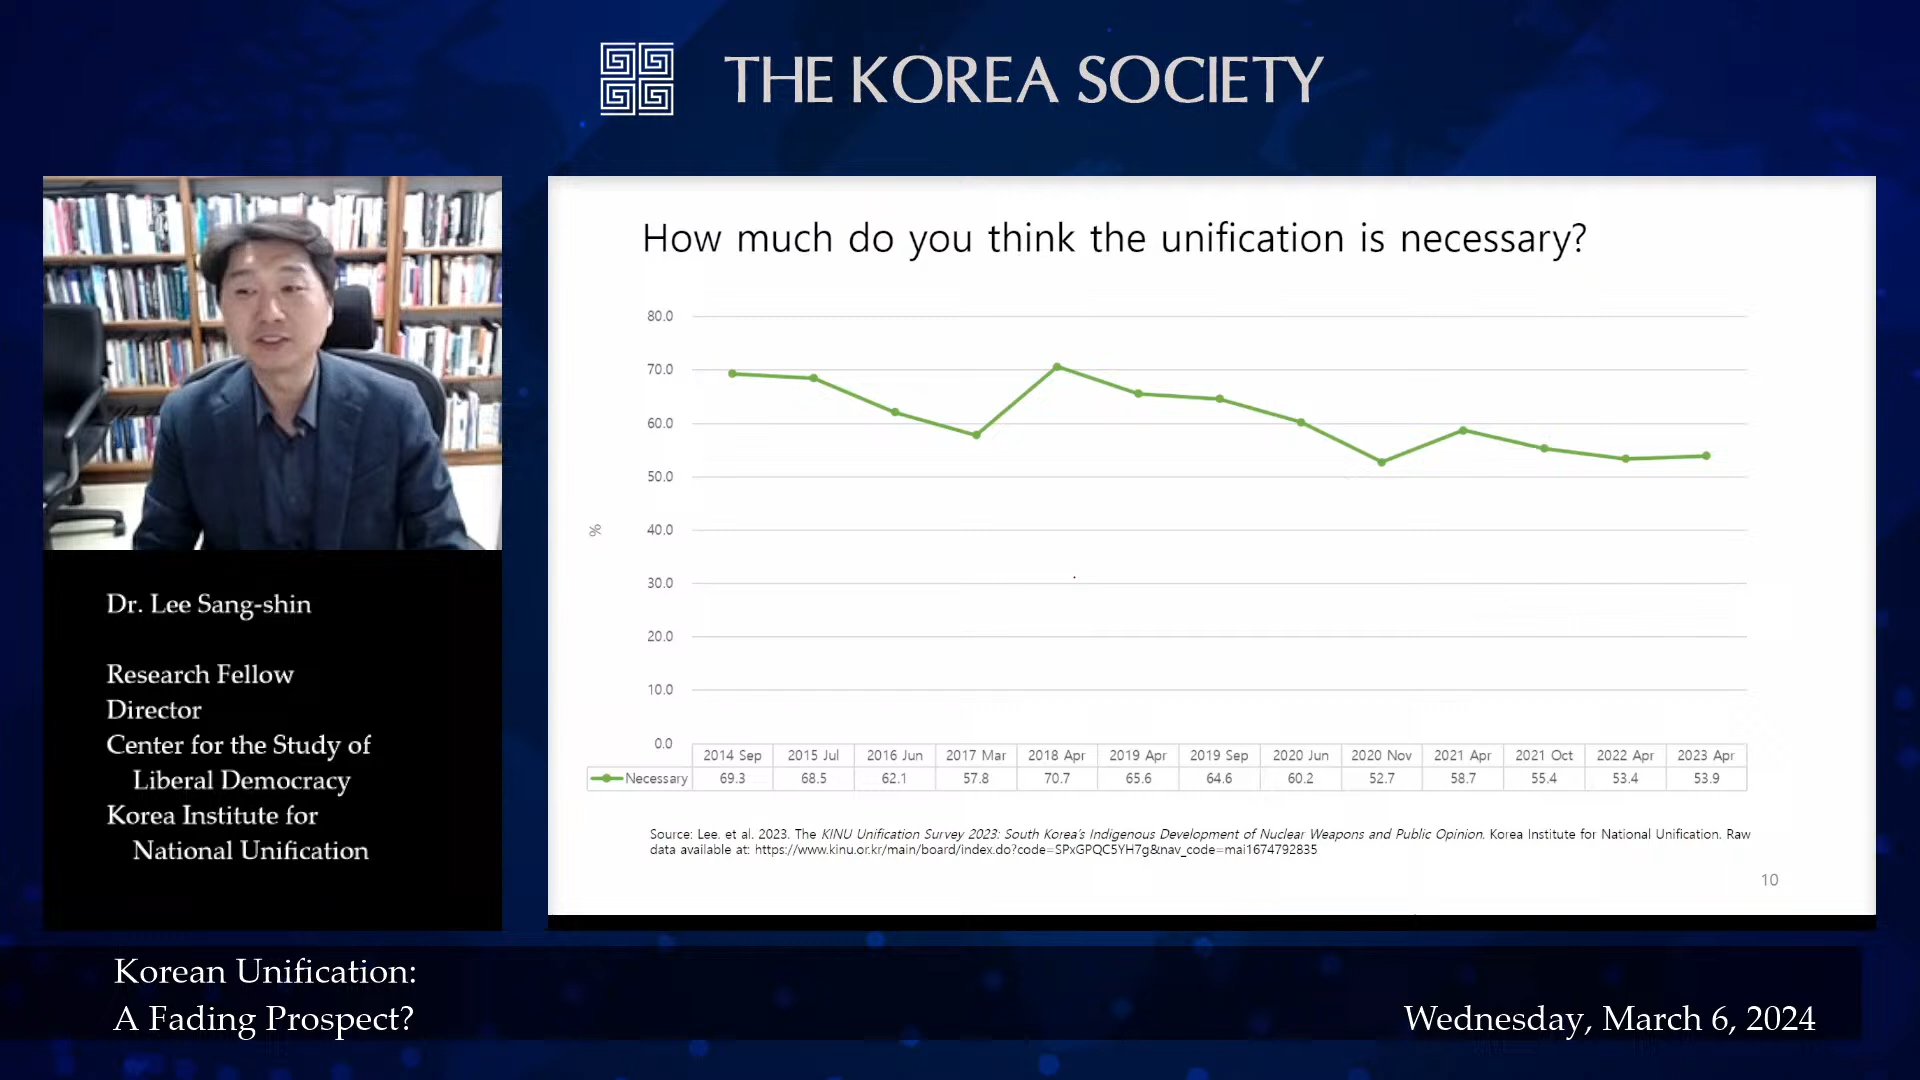 THE KOREA SOCIETY
Dr. Lee Sang-shin
Research Fellow
Director
Center for the Study of
Liberal Democracy
Korea Institute for
National Unification
How much do you think the unification is necessary?
80.0
70.0
60.0
50.0
40.0
30.0
20.0
10.0
0.0
%
2014 Sep 2015 Jul 2016 Jun 2017 Mar 2018 Apr 2019 Apr 2019 Sep 2020 Jun 2020 Nov 2021 Apr 2021 Oct 2022 Apr 2023 Apr
Necessary 69.3 68.5 62.1 57.8 70.7 65.6 64.6 60.2 52.7 58.7 55.4 53.4 53.9
Source: Lee. et al. 2023. The KINU Unification Survey 2023: South Korea's Indigenous Development of Nuclear Weapons and Public Opinion. Korea Institute for National Unification. Raw
data available at: https://www.kinu.or.kr/main/board/index.do?code=SPxGPQC5YH7g&nav_code=mai1674792835
10
Korean Unification:
A Fading Prospect?
Wednesday, March 6, 2024